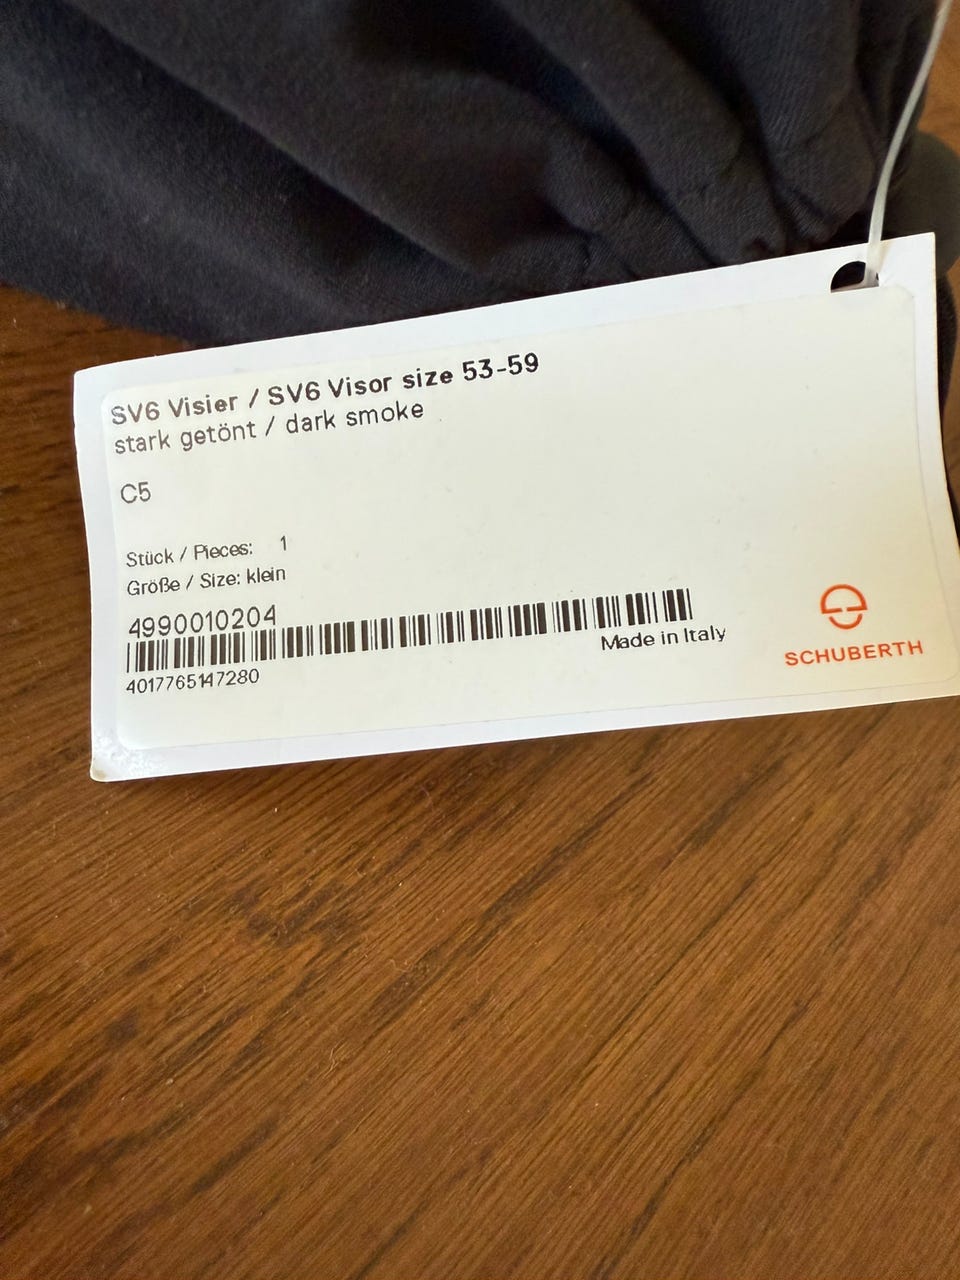 SV6 Visier / SV6 Visor size 53-59
stark getönt / dark smoke
C5
Stück / Pieces: 1
Größe / Size: klein
4990010204
Made in Italy
4017765147280
SCHUBERTH